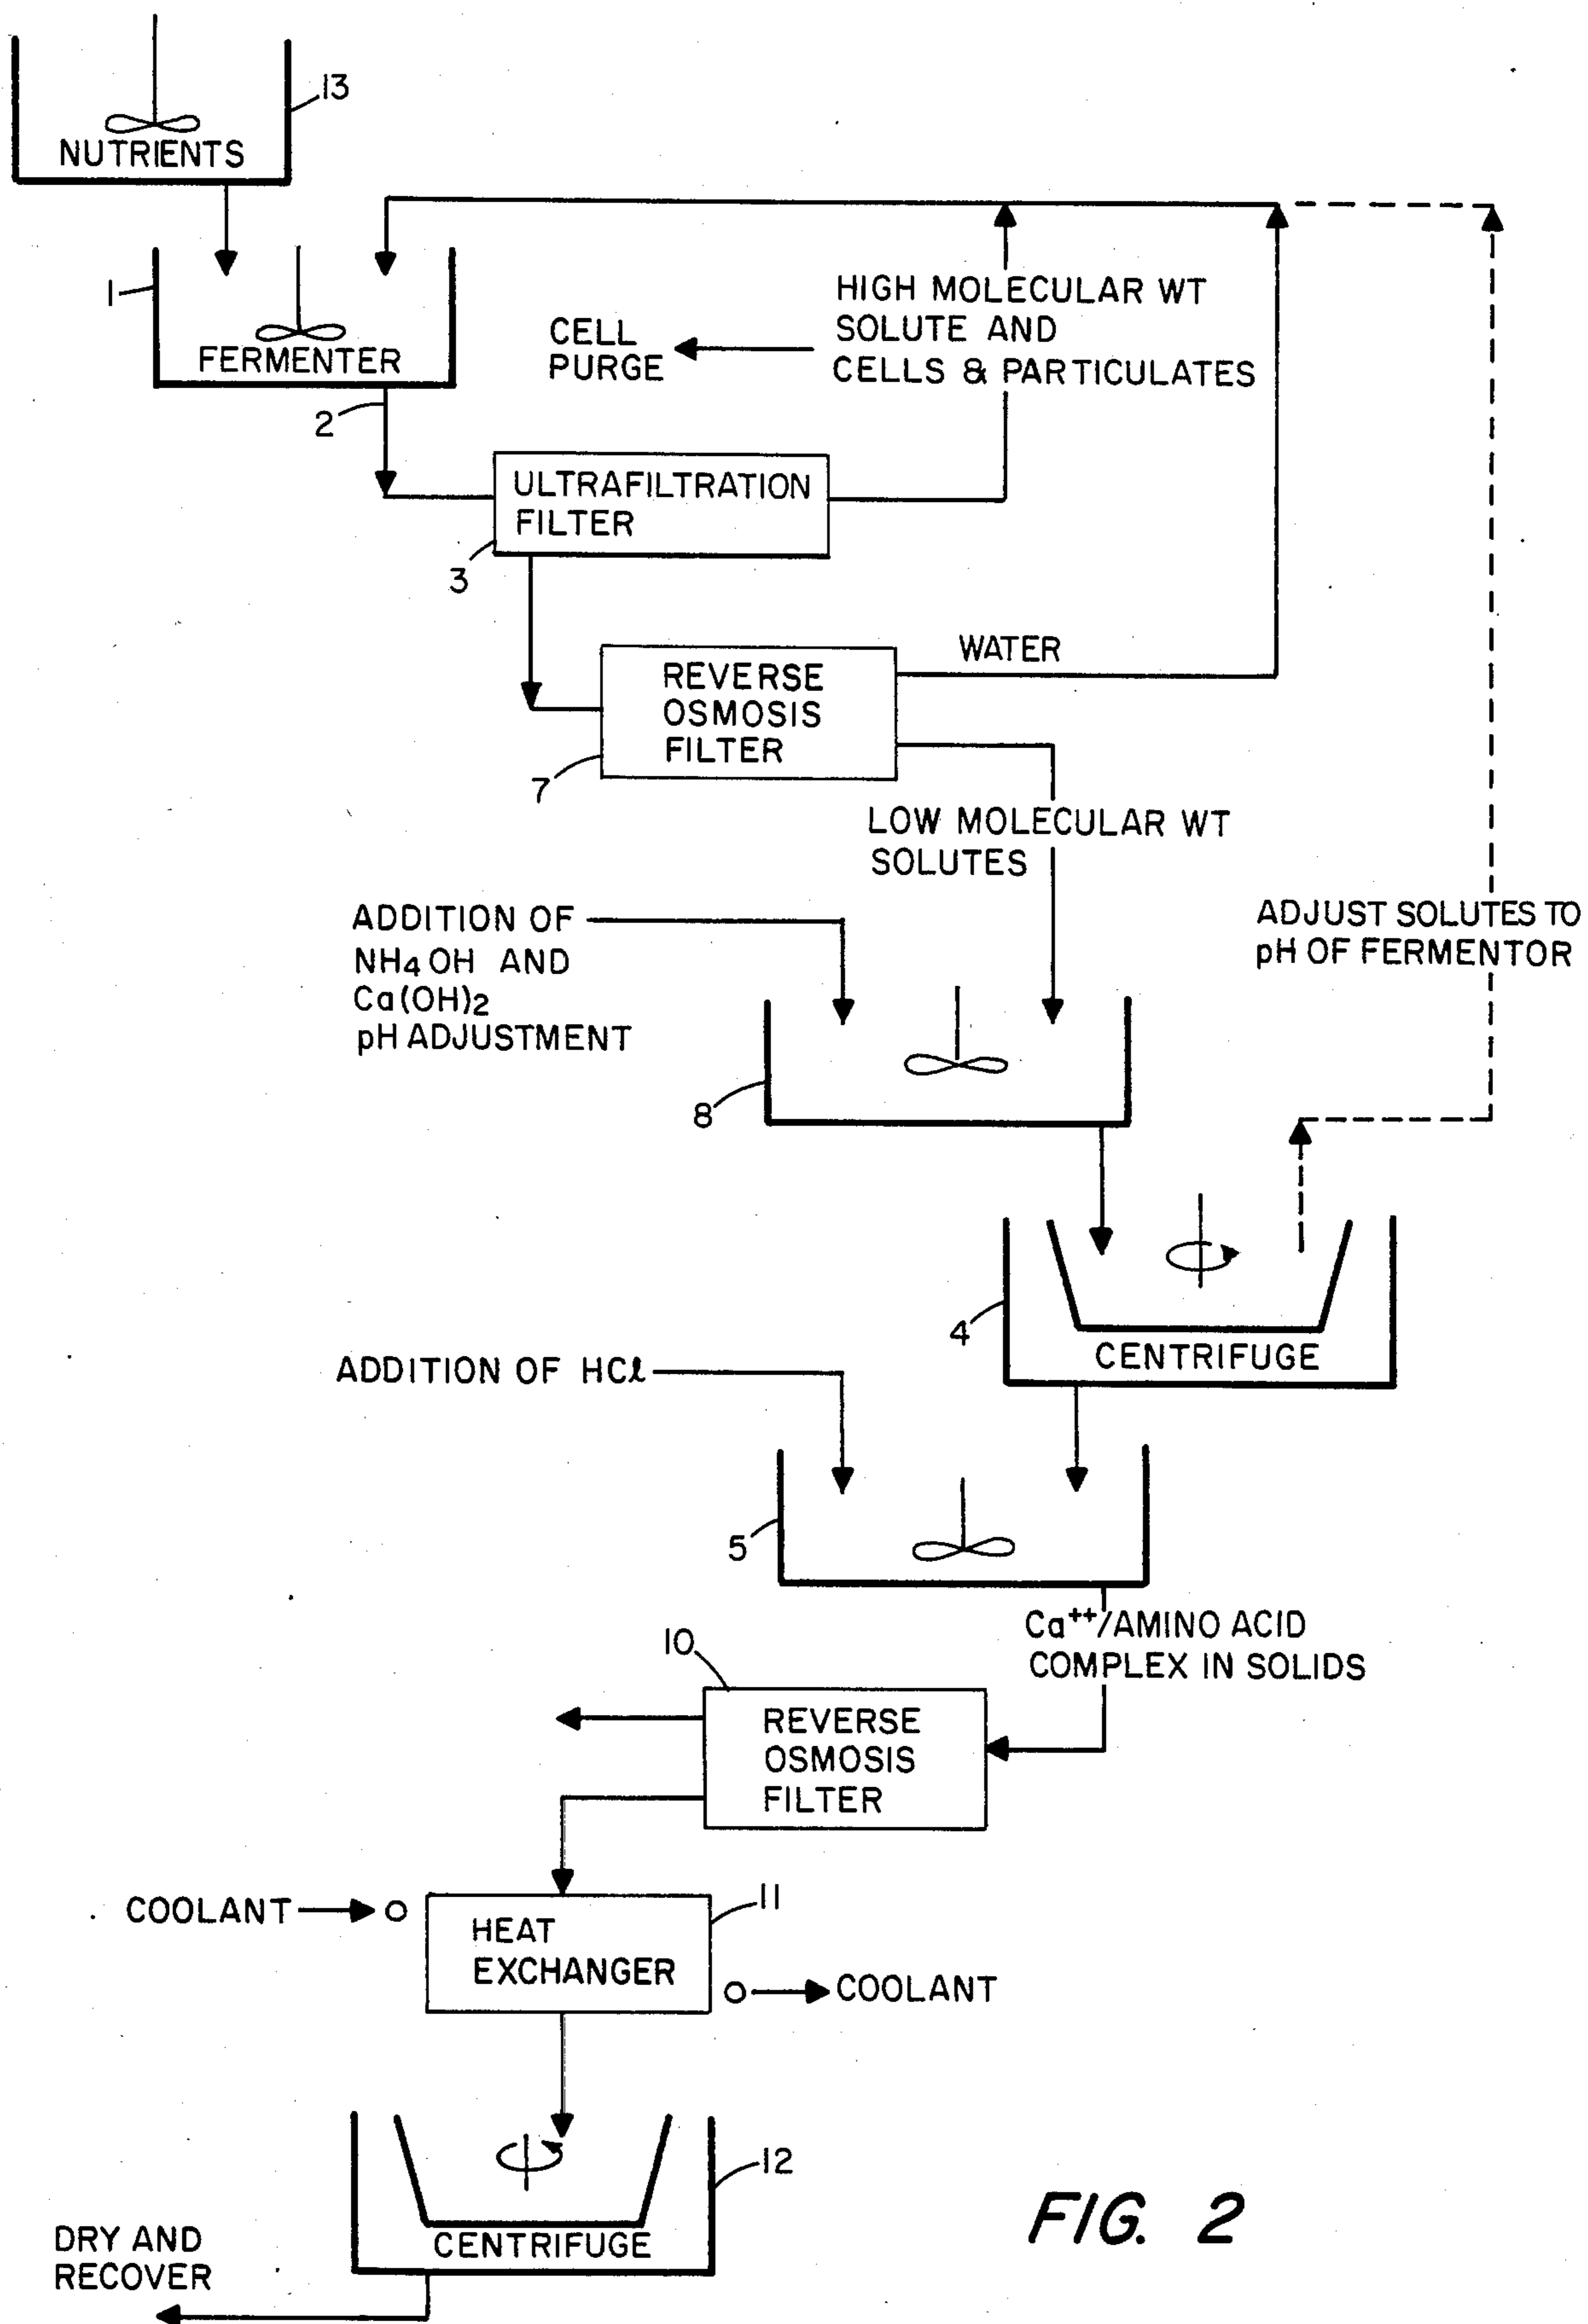 13
NUTRIENTS
1
FERMENTER
2
CELL
PURGE
HIGH MOLECULAR WT
SOLUTE AND
CELLS & PARTICULATES
ULTRAFILTRATION
FILTER
3
WATER
REVERSE
OSMOSIS
FILTER
7
LOW MOLECULAR WT
SOLUTES
ADDITION OF
NH4OH AND
Ca(OH)2
pH ADJUSTMENT
ADJUST SOLUTES TO
pH OF FERMENTOR
8
4
CENTRIFUGE
ADDITION OF HCl
5
Ca++/AMINO ACID
COMPLEX IN SOLIDS
10
REVERSE
OSMOSIS
FILTER
COOLANT
11
HEAT
EXCHANGER
COOLANT
12
CENTRIFUGE
DRY AND
RECOVER
FIG. 2